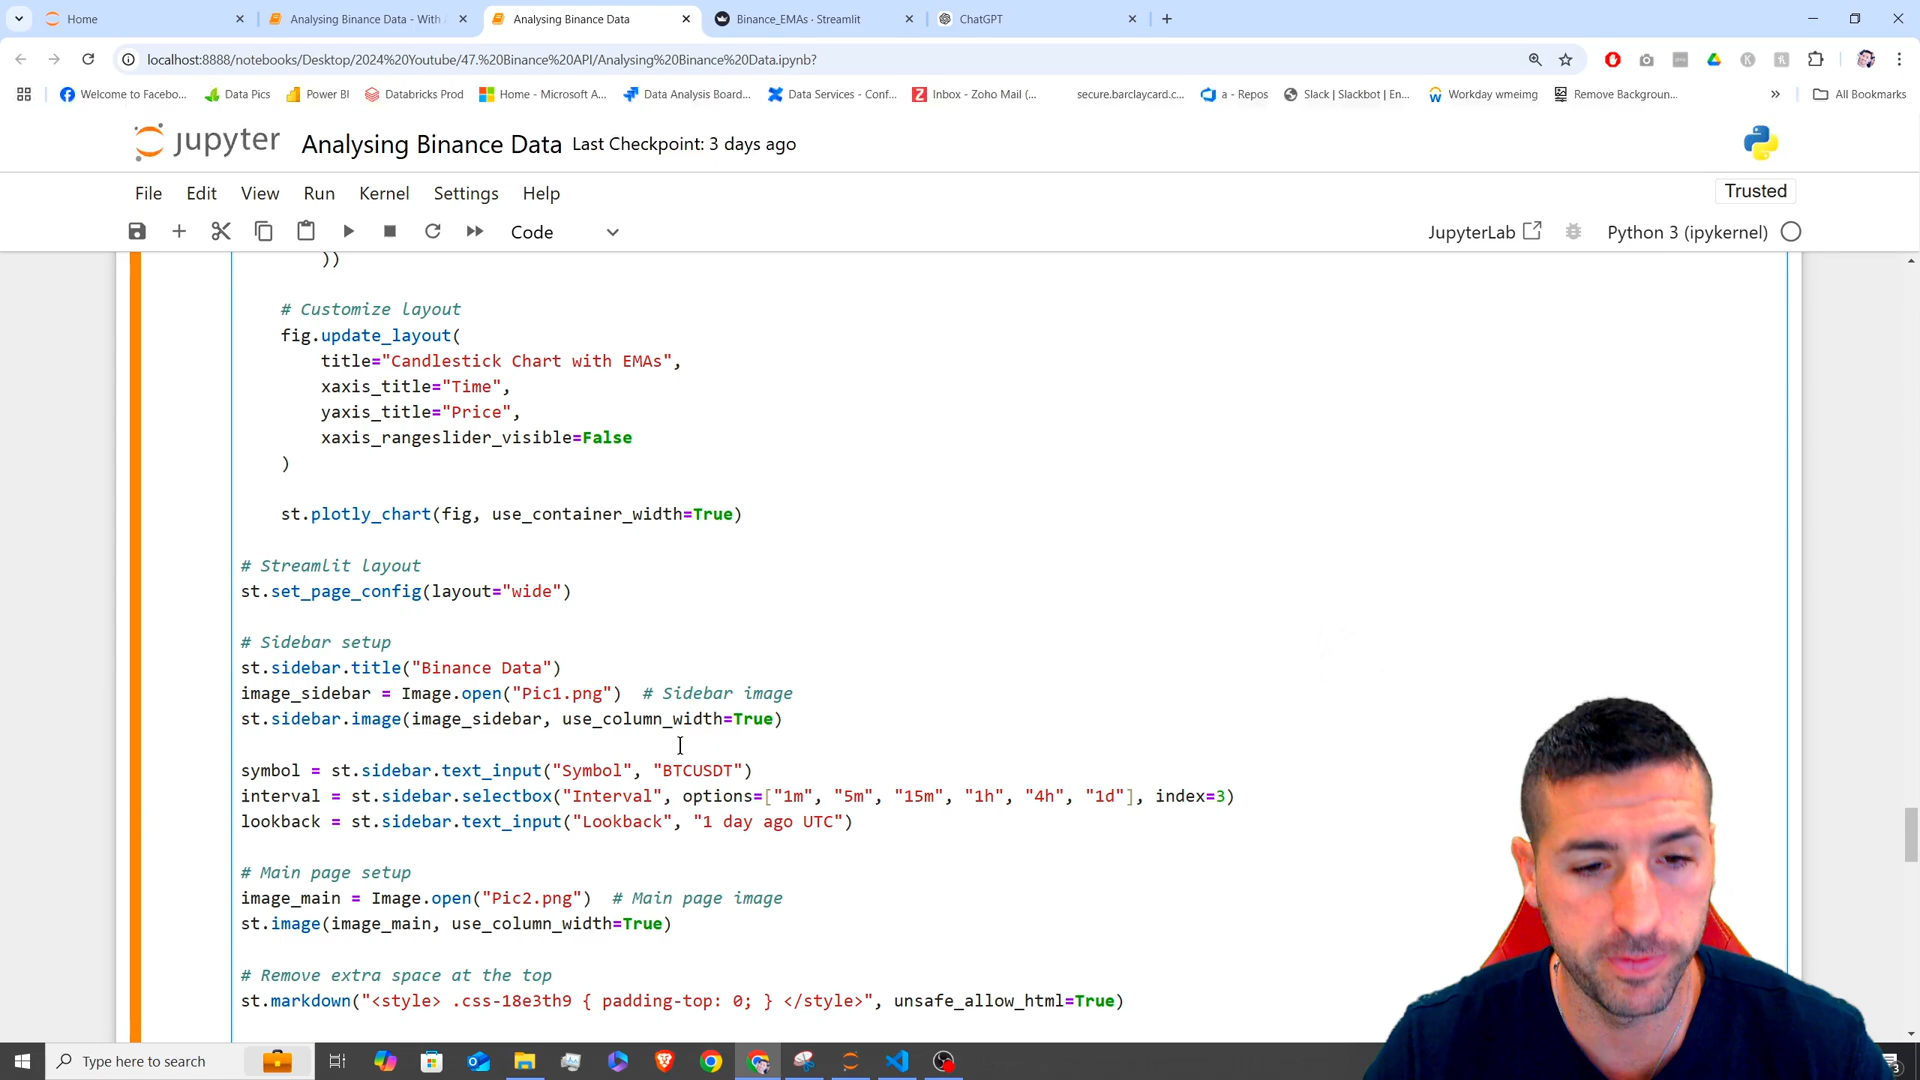 Home
Analysing Binance Data - With
Analysing Binance Data
Binance_EMAs · Streamlit
ChatGPT
localhost:8888/notebooks/Desktop/2024%20Youtube/47.%20Binance%20API/Analysing%20Binance%20Data.ipynb?
Welcome to Facebo...
Data Pics
Power BI
Databricks Prod
Home - Microsoft A...
Data Analysis Board...
Data Services - Conf...
Inbox - Zoho Mail (...
secure.barclaycard.c...
a - Repos
Slack | Slackbot | En...
Workday wmeimg
Remove Backgroun...
All Bookmarks
jupyter
Analysing Binance Data Last Checkpoint: 3 days ago
File Edit View Run Kernel Settings Help
Trusted
Code
JupyterLab
Python 3 (ipykernel)
))
# Customize layout
fig.update_layout(
title="Candlestick Chart with EMAs",
xaxis_title="Time",
yaxis_title="Price",
xaxis_rangeslider_visible=False
)
st.plotly_chart(fig, use_container_width=True)
# Streamlit layout
st.set_page_config(layout="wide")
# Sidebar setup
st.sidebar.title("Binance Data")
image_sidebar = Image.open("Pic1.png")  # Sidebar image
st.sidebar.image(image_sidebar, use_column_width=True)
symbol = st.sidebar.text_input("Symbol", "BTCUSDT")
interval = st.sidebar.selectbox("Interval", options=["1m", "5m", "15m", "1h", "4h", "1d"], index=3)
lookback = st.sidebar.text_input("Lookback", "1 day ago UTC")
# Main page setup
image_main = Image.open("Pic2.png")  # Main page image
st.image(image_main, use_column_width=True)
# Remove extra space at the top
st.markdown("<style> .css-18e3th9 { padding-top: 0; } </style>", unsafe_allow_html=True)
Type here to search